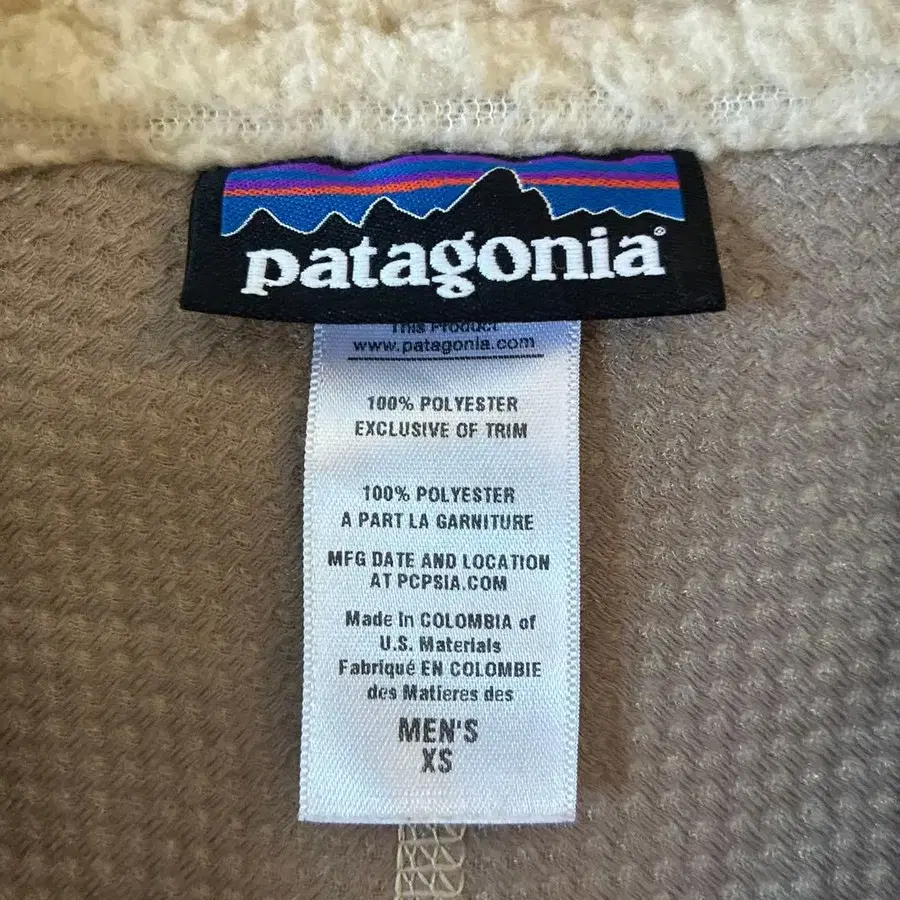 patagonia®
This Product
www.patagonia.com
100% POLYESTER
EXCLUSIVE OF TRIM
100% POLYESTER
A PART LA GARNITURE
MFG DATE AND LOCATION
AT PCPSIA.COM
Made in COLOMBIA of
U.S. Materials
Fabriqué EN COLOMBIE
des Matieres des
MEN'S
XS